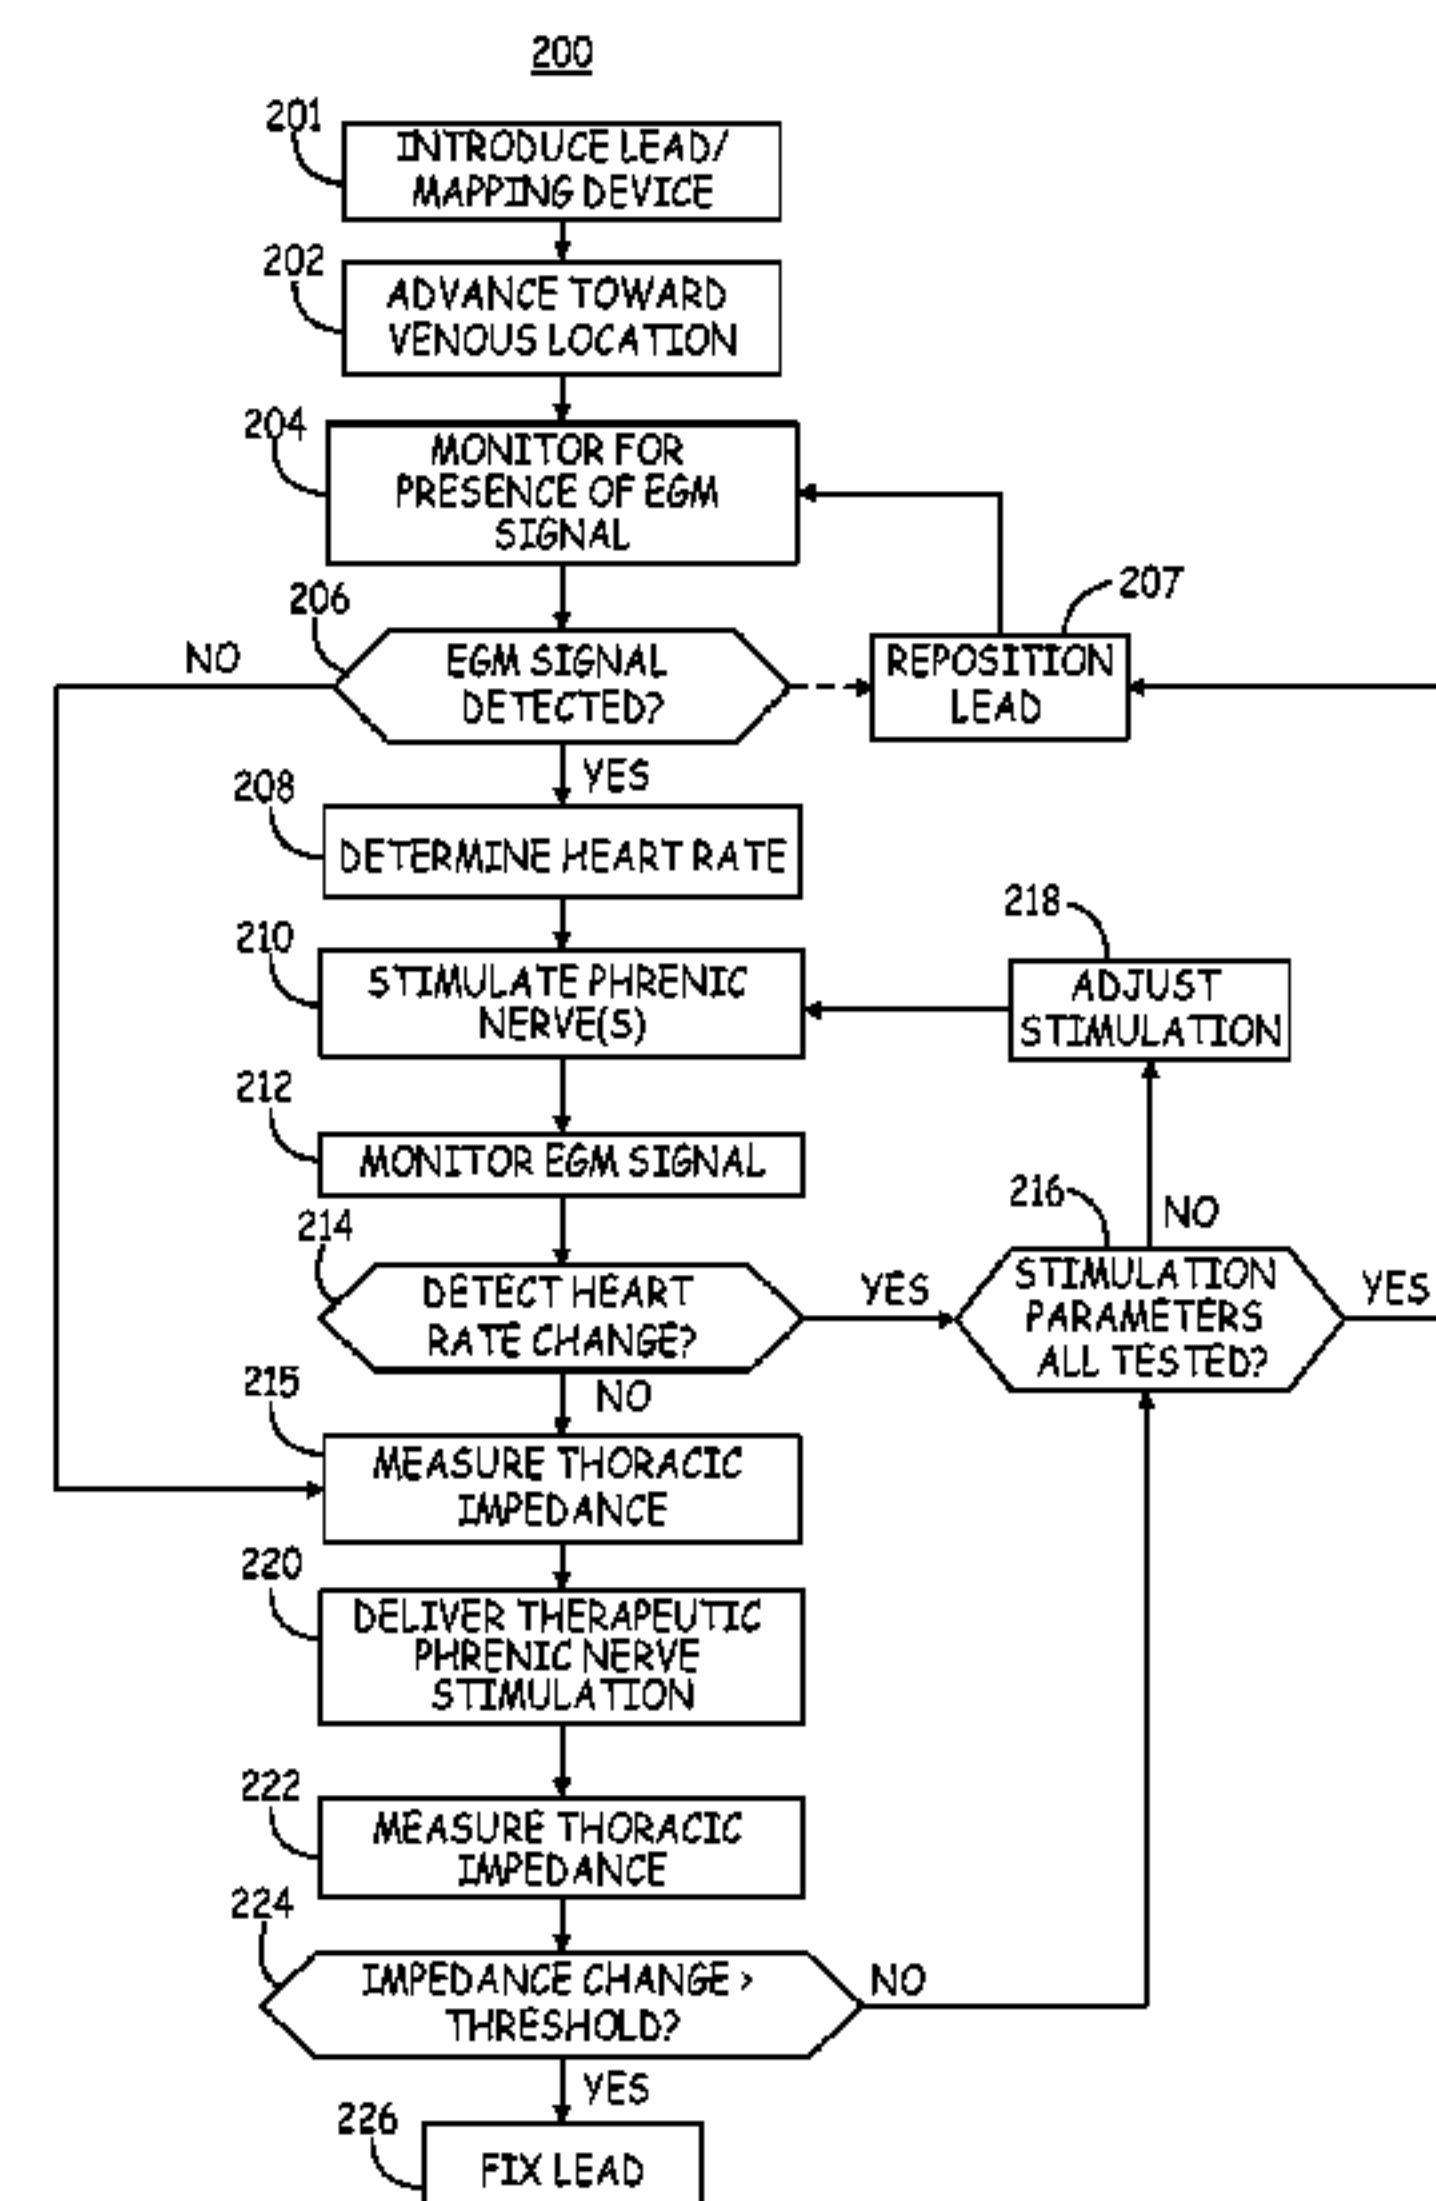 200
201
INTRODUCE LEAD/
MAPPING DEVICE
202
ADVANCE TOWARD
VENOUS LOCATION
204
MONITOR FOR
PRESENCE OF EGM
SIGNAL
206
NO
EGM SIGNAL
DETECTED?
207
REPOSITION
LEAD
YES
208
DETERMINE HEART RATE
210
STIMULATE PHRENIC
NERVE(S)
218
ADJUST
STIMULATION
212
MONITOR EGM SIGNAL
214
DETECT HEART
RATE CHANGE?
YES
216
NO
STIMULATION
PARAMETERS
ALL TESTED?
YES
NO
215
MEASURE THORACIC
IMPEDANCE
220
DELIVER THERAPEUTIC
PHRENIC NERVE
STIMULATION
222
MEASURE THORACIC
IMPEDANCE
224
IMPEDANCE CHANGE >
THRESHOLD?
NO
YES
226
FIX LEAD